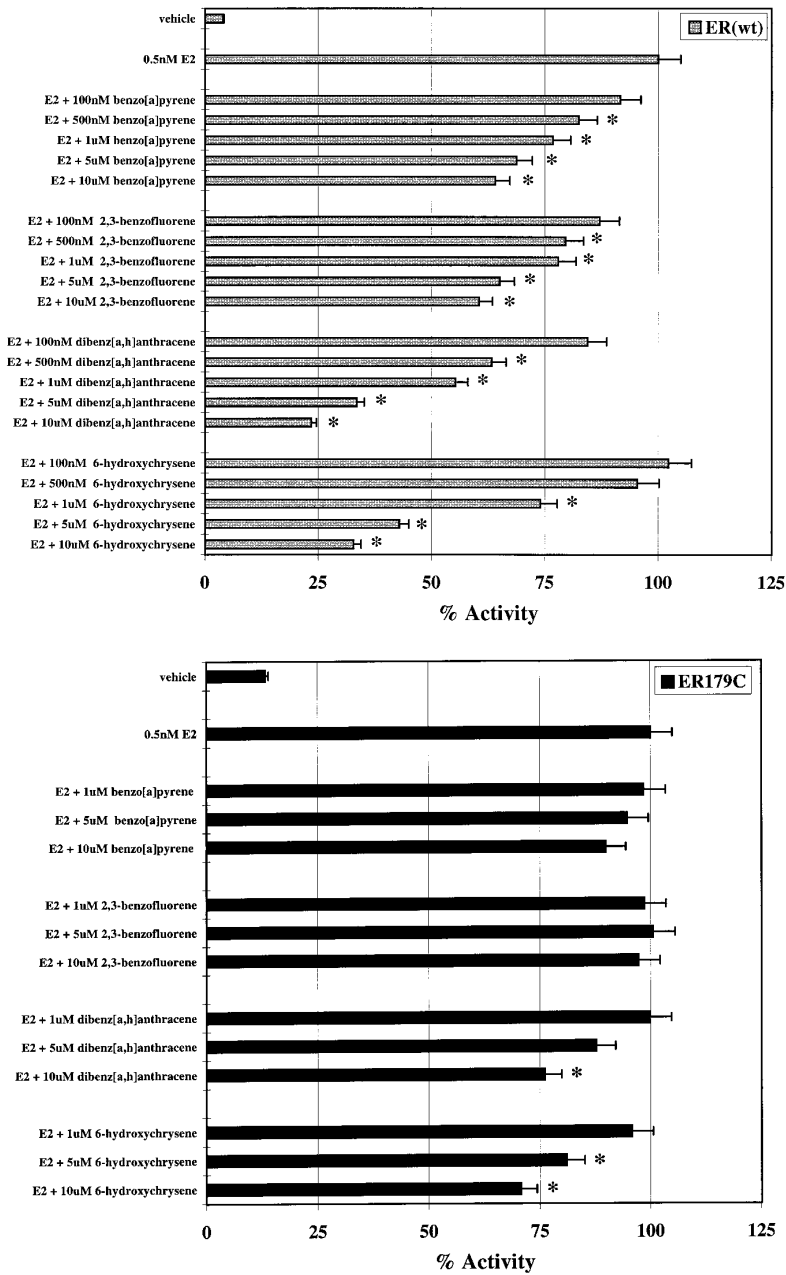 ER(wt)
vehicle
0.5nM E2
E2 + 100nM benzo[a]pyrene
E2 + 500nM benzo[a]pyrene *
E2 + 1uM benzo[a]pyrene *
E2 + 5uM benzo[a]pyrene *
E2 + 10uM benzo[a]pyrene *
E2 + 100nM 2,3-benzofluorene
E2 + 500nM 2,3-benzofluorene *
E2 + 1uM 2,3-benzofluorene *
E2 + 5uM 2,3-benzofluorene *
E2 + 10uM 2,3-benzofluorene *
E2 + 100nM dibenz[a,h]anthracene
E2 + 500nM dibenz[a,h]anthracene *
E2 + 1uM dibenz[a,h]anthracene *
E2 + 5uM dibenz[a,h]anthracene *
E2 + 10uM dibenz[a,h]anthracene *
E2 + 100nM 6-hydroxychrysene
E2 + 500nM 6-hydroxychrysene
E2 + 1uM 6-hydroxychrysene *
E2 + 5uM 6-hydroxychrysene *
E2 + 10uM 6-hydroxychrysene *
0 25 50 75 100 125
% Activity
ER179C
vehicle
0.5nM E2
E2 + 1uM benzo[a]pyrene
E2 + 5uM benzo[a]pyrene
E2 + 10uM benzo[a]pyrene
E2 + 1uM 2,3-benzofluorene
E2 + 5uM 2,3-benzofluorene
E2 + 10uM 2,3-benzofluorene
E2 + 1uM dibenz[a,h]anthracene
E2 + 5uM dibenz[a,h]anthracene
E2 + 10uM dibenz[a,h]anthracene *
E2 + 1uM 6-hydroxychrysene
E2 + 5uM 6-hydroxychrysene *
E2 + 10uM 6-hydroxychrysene *
0 25 50 75 100 125
% Activity